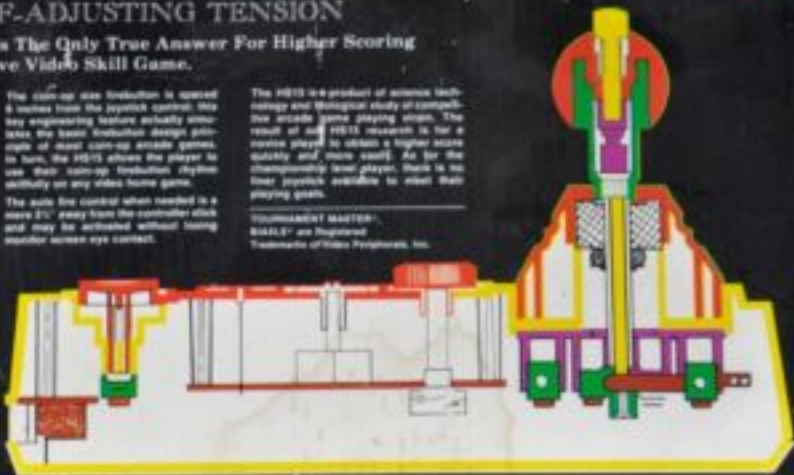 F-ADJUSTING TENSION
s The Only True Answer For Higher Scoring
ve Video Skill Game.
The coin-op size firebutton is spaced
6 inches from the joystick control: this
key engineering feature actually simu-
lates the basic firebutton design prin-
ciple of most coin-op arcade games.
In turn, the HS15 allows the player to
use their coin-op firebutton rhythm
skillfully on any video home game.
The auto fire control when needed is a
mere 2¼" away from the controller stick
and may be activated without losing
monitor screen eye contact.
The HS15 is a product of science tech-
nology and biological study of competi-
tive arcade game playing strain. The
result of our HS15 research is for a
novice player to obtain a higher score
quickly and more easily. As for the
championship level player, there is no
finer joystick available to meet their
playing goals.
TOURNAMENT MASTER®,
are Registered
Trademarks of Video Peripherals, Inc.